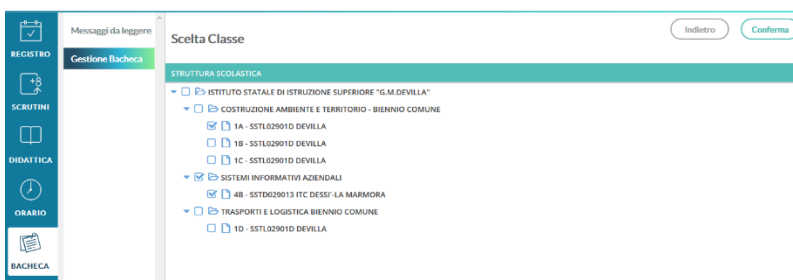 REGISTRO
SCRUTINI
DIDATTICA
ORARIO
BACHECA
Messaggi da leggere
Gestione Bacheca
Scelta Classe
Indietro
Conferma
STRUTTURA SCOLASTICA
ISTITUTO STATALE DI ISTRUZIONE SUPERIORE "G.M.DEVILLA"
COSTRUZIONE AMBIENTE E TERRITORIO - BIENNIO COMUNE
1A - SSTL02901D DEVILLA
1B - SSTL02901D DEVILLA
1C - SSTL02901D DEVILLA
SISTEMI INFORMATIVI AZIENDALI
4B - SSTD029013 ITC DESSI'-LA MARMORA
TRASPORTI E LOGISTICA BIENNIO COMUNE
1D - SSTL02901D DEVILLA